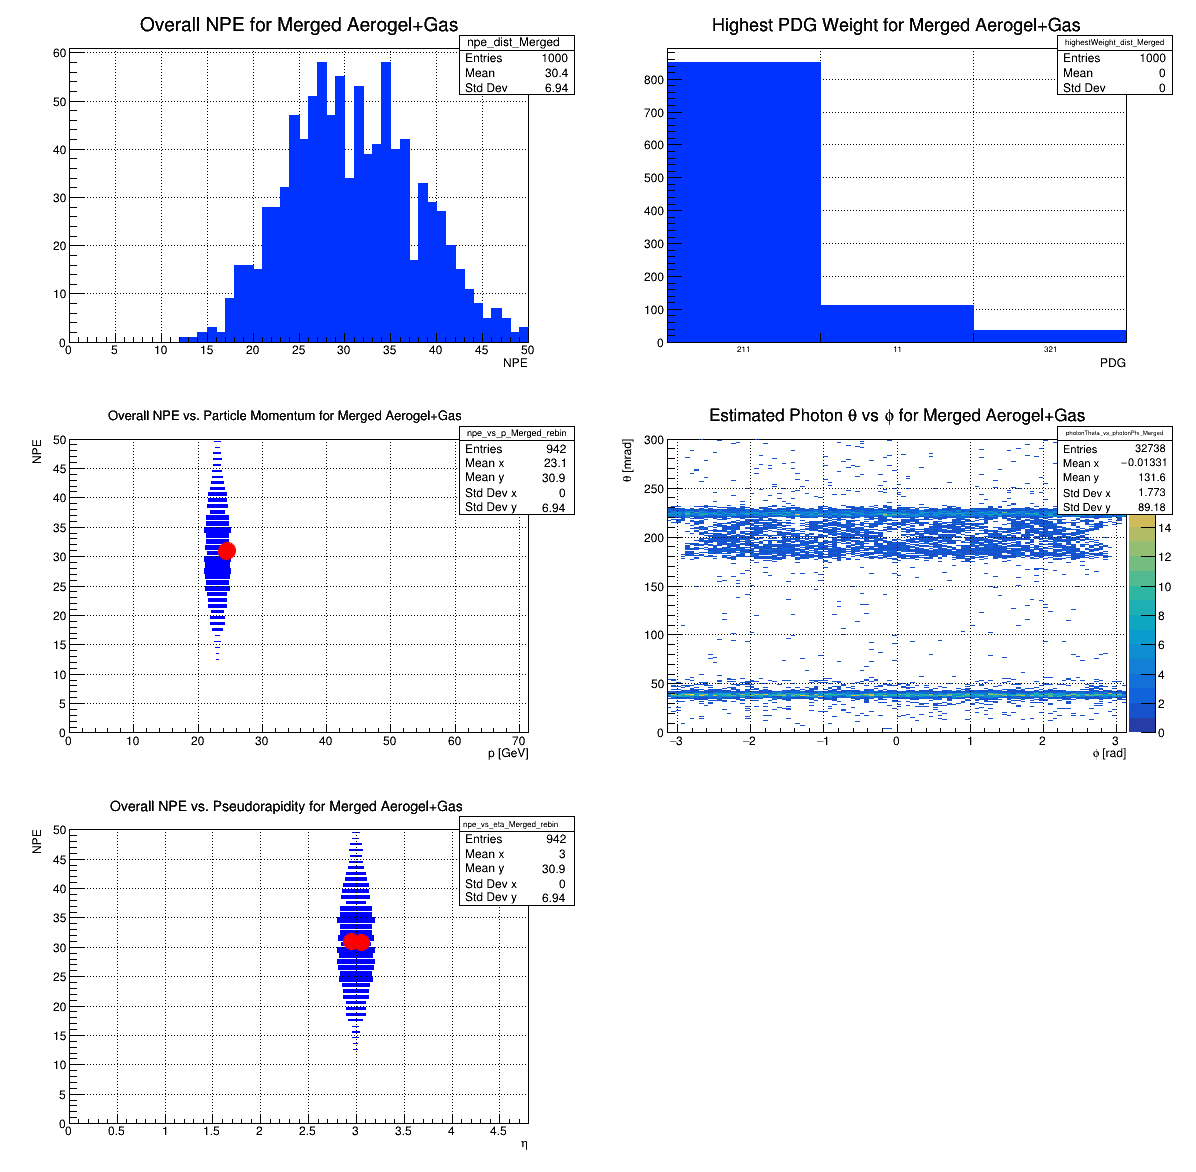 Overall NPE for Merged Aerogel+Gas
npe_dist_Merged
Entries 1000
Mean 30.4
Std Dev 6.94
60
50
40
30
20
10
0
0 5 10 15 20 25 30 35 40 45 50
NPE
Highest PDG Weight for Merged Aerogel+Gas
highestWeight_dist_Merged
Entries 1000
Mean 0
Std Dev 0
800
700
600
500
400
300
200
100
0
211 11 321
PDG
Overall NPE vs. Particle Momentum for Merged Aerogel+Gas
npe_vs_p_Merged_rebin
Entries 942
Mean x 23.1
Mean y 30.9
Std Dev x 0
Std Dev y 6.94
NPE
50
45
40
35
30
25
20
15
10
5
0
0 10 20 30 40 50 60 70
p [GeV]
Estimated Photon θ vs ϕ for Merged Aerogel+Gas
photonTheta_vs_photonPhi_Merged
Entries 32738
Mean x −0.01331
Mean y 131.6
Std Dev x 1.773
Std Dev y 89.18
θ [mrad]
300
250
200
150
100
50
0
−3 −2 −1 0 1 2 3
ϕ [rad]
14
12
10
8
6
4
2
0
Overall NPE vs. Pseudorapidity for Merged Aerogel+Gas
npe_vs_eta_Merged_rebin
Entries 942
Mean x 3
Mean y 30.9
Std Dev x 0
Std Dev y 6.94
NPE
50
45
40
35
30
25
20
15
10
5
0
0 0.5 1 1.5 2 2.5 3 3.5 4 4.5
η